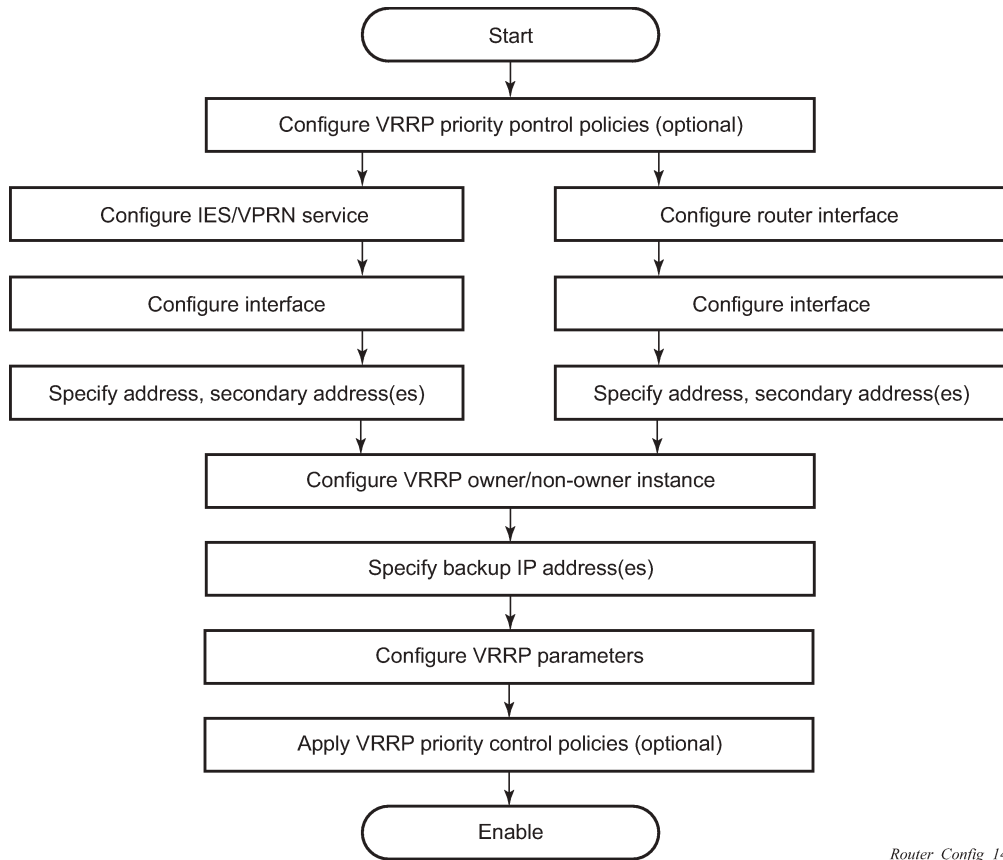 Start
Configure VRRP priority pontrol policies (optional)
Configure IES/VPRN service
Configure router interface
Configure interface
Configure interface
Specify address, secondary address(es)
Specify address, secondary address(es)
Configure VRRP owner/non-owner instance
Specify backup IP address(es)
Configure VRRP parameters
Apply VRRP priority control policies (optional)
Enable
Router_Config_14